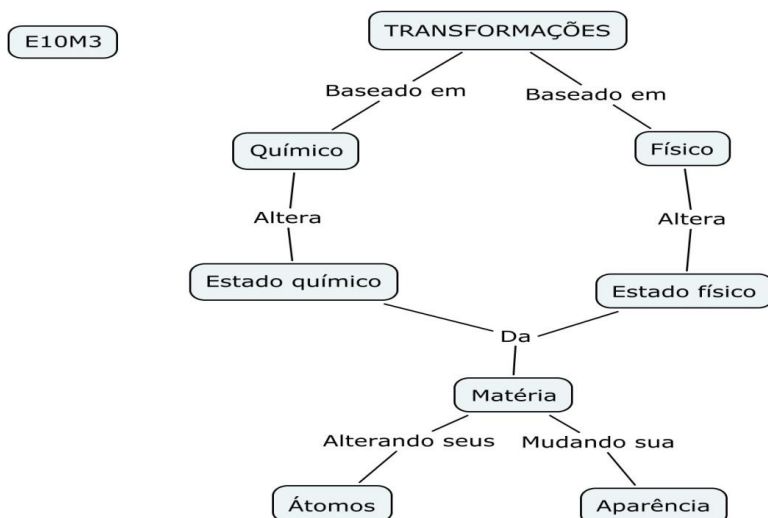 E10M3
TRANSFORMAÇÕES
Baseado em
Baseado em
Químico
Físico
Altera
Altera
Estado químico
Estado físico
Da
Matéria
Alterando seus
Mudando sua
Átomos
Aparência